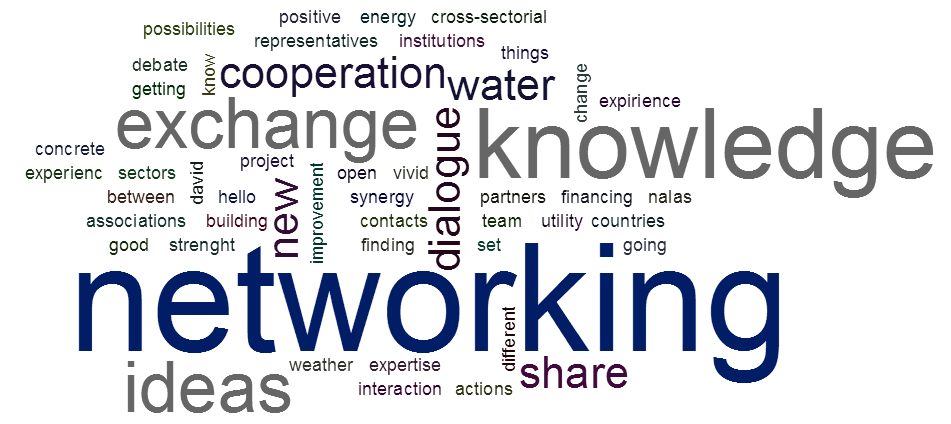 positive energy cross-sectorial
possibilities
representatives institutions
things
debate
know
cooperation
water
getting
change
expirience
exchange
dialogue
knowledge
concrete
project
experienc sectors
david
new
improvement
open vivid
between
hello
synergy
partners financing nalas
associations building
contacts
team utility countries
good strenght
finding
set
going
networking
ideas
weather expertise
different
share
interaction actions